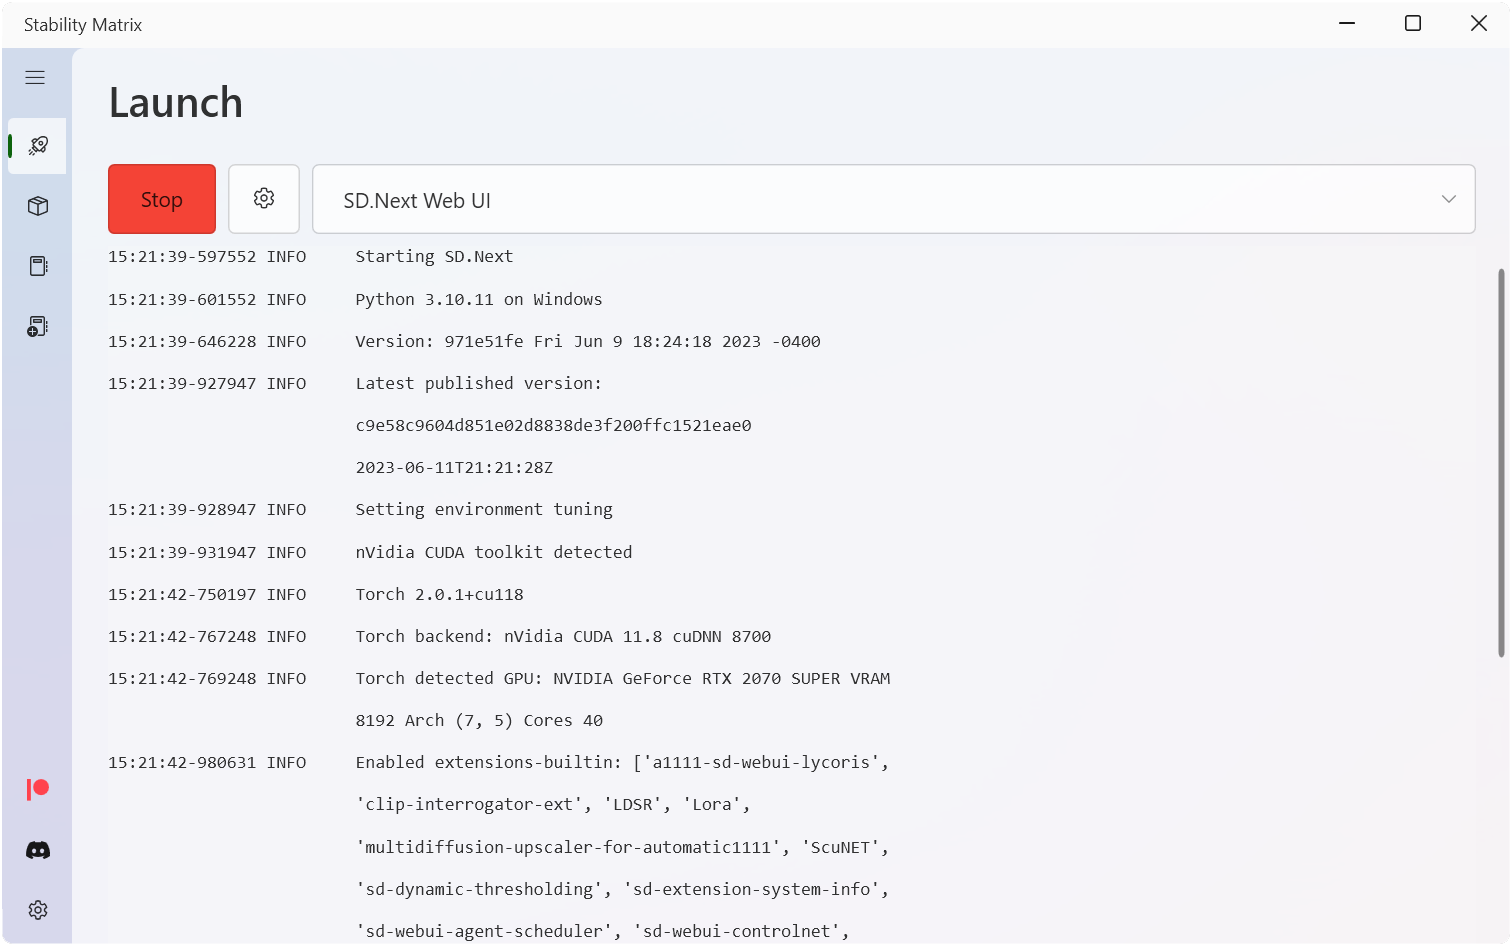 Stability Matrix
Launch
Stop
SD.Next Web UI
15:21:39-597552 INFO Starting SD.Next
15:21:39-601552 INFO Python 3.10.11 on Windows
15:21:39-646228 INFO Version: 971e51fe Fri Jun 9 18:24:18 2023 -0400
15:21:39-927947 INFO Latest published version:
c9e58c9604d851e02d8838de3f200ffc1521eae0
2023-06-11T21:21:28Z
15:21:39-928947 INFO Setting environment tuning
15:21:39-931947 INFO nVidia CUDA toolkit detected
15:21:42-750197 INFO Torch 2.0.1+cu118
15:21:42-767248 INFO Torch backend: nVidia CUDA 11.8 cuDNN 8700
15:21:42-769248 INFO Torch detected GPU: NVIDIA GeForce RTX 2070 SUPER VRAM
8192 Arch (7, 5) Cores 40
15:21:42-980631 INFO Enabled extensions-builtin: ['a1111-sd-webui-lycoris',
'clip-interrogator-ext', 'LDSR', 'Lora',
'multidiffusion-upscaler-for-automatic1111', 'ScuNET',
'sd-dynamic-thresholding', 'sd-extension-system-info',
'sd-webui-agent-scheduler', 'sd-webui-controlnet',